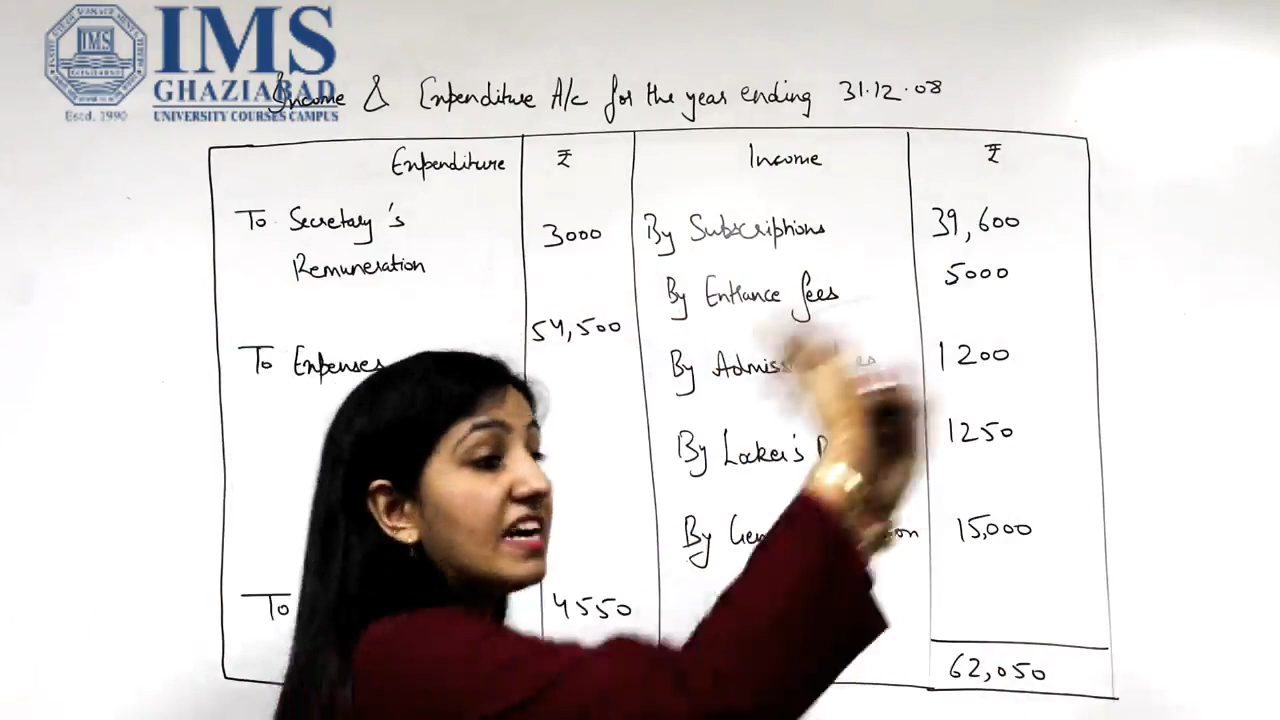 IMS
GHAZIABAD
Estd. 1990
UNIVERSITY COURSES CAMPUS
IMS
GHAZIABAD
Income & Expenditure A/c for the year ending 31.12.08
Expenditure ₹ Income ₹
To Secretary's 3000 By Subscriptions 39,600
Remuneration
By Entrance fees 5000
To Expenses 54,500 By 1200
By Locker's 1250
By 15,000
To 4550
62,050